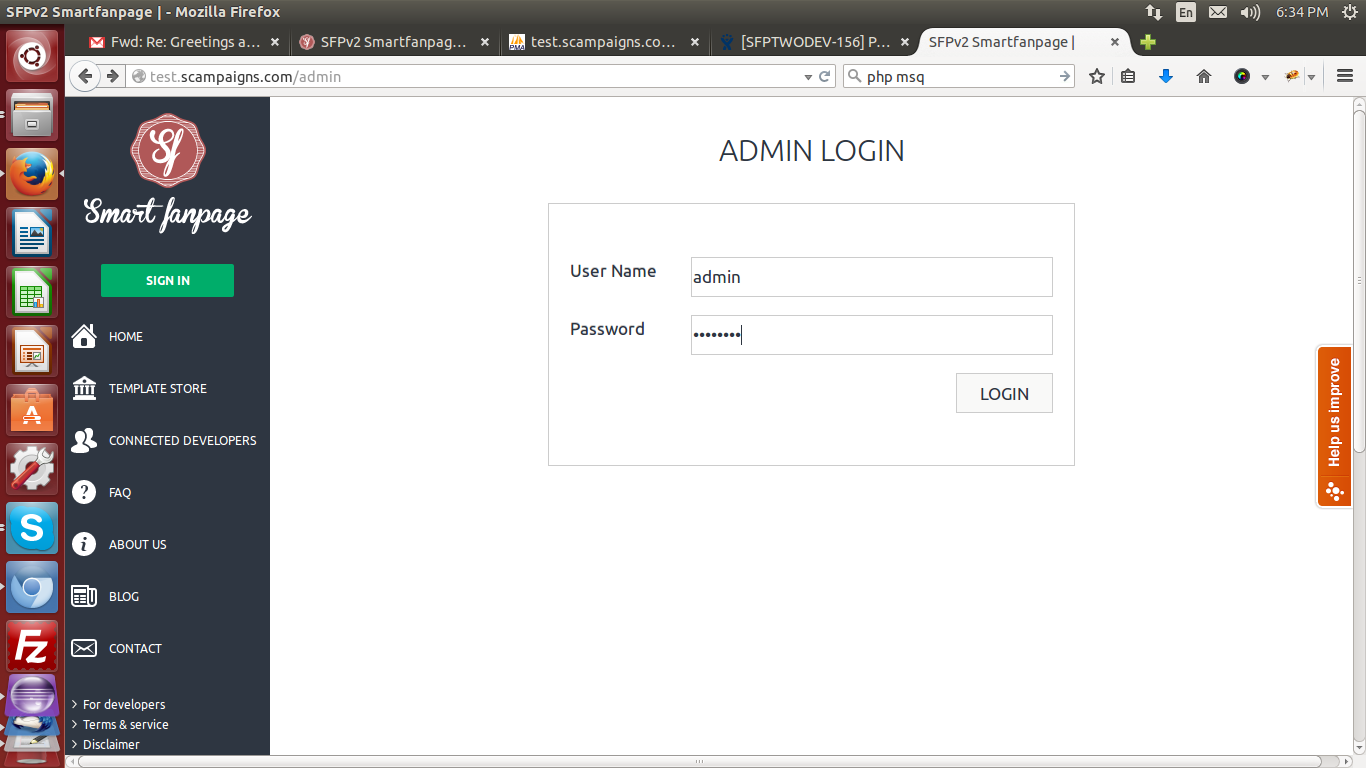 SFPv2 Smartfanpage | - Mozilla Firefox
En
6:34 PM
Fwd: Re: Greetings a...
SFPv2 Smartfanpag...
test.scampaigns.co...
[SFPTWODEV-156] P...
SFPv2 Smartfanpage |
test.scampaigns.com/admin
php msq
Sf
Smart fanpage
SIGN IN
HOME
TEMPLATE STORE
CONNECTED DEVELOPERS
FAQ
ABOUT US
BLOG
CONTACT
> For developers
> Terms & service
> Disclaimer
ADMIN LOGIN
User Name
admin
Password
••••••••
LOGIN
Help us improve